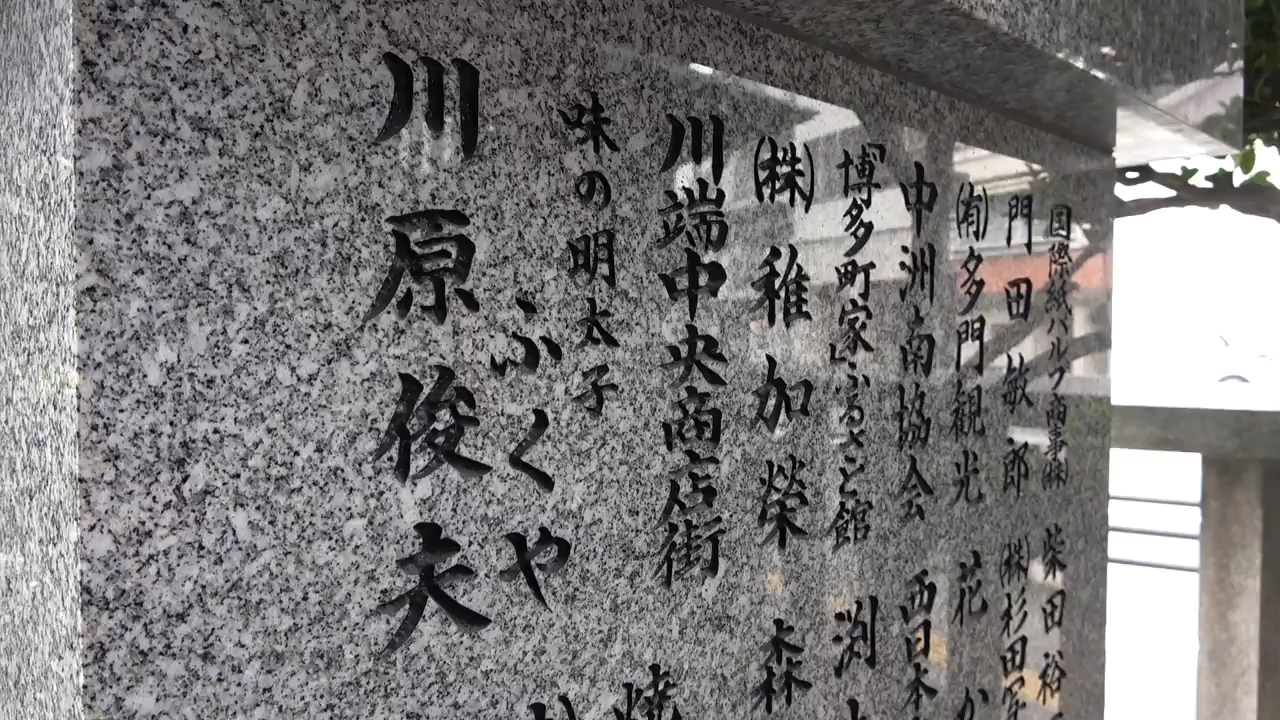 国際紙パルプ商事㈱ 柴田裕
門田敏郎 ㈱杉田
㈲多門観光 花か
中洲南協会 西日本
「博多町家」ふるさと館 渕
㈱稚加榮 森
川端中央商店街
味の明太子
ふくや
川原俊夫